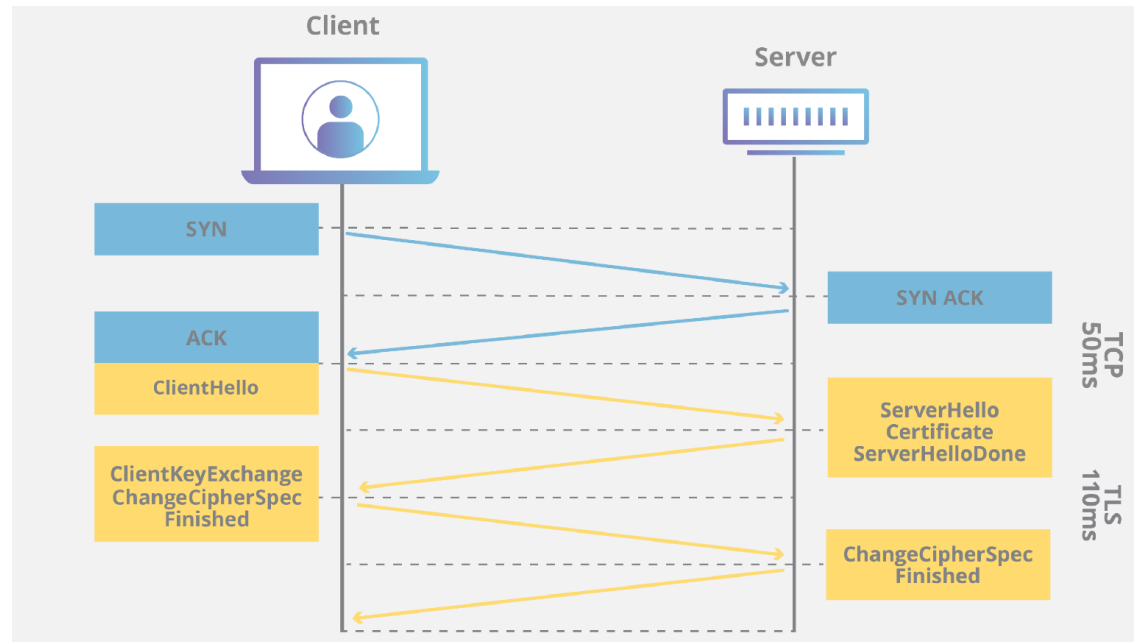 Client
Server
SYN
SYN ACK
ACK
TCP
50ms
ClientHello
ServerHello
Certificate
ServerHelloDone
ClientKeyExchange
ChangeCipherSpec
Finished
TLS
110ms
ChangeCipherSpec
Finished